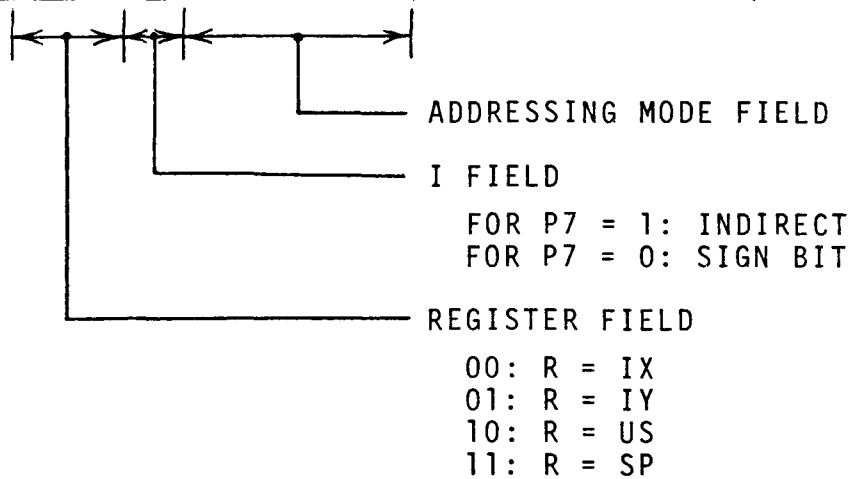 ADDRESSING MODE FIELD
I FIELD
FOR P7 = 1: INDIRECT
FOR P7 = 0: SIGN BIT
REGISTER FIELD
00: R = IX
01: R = IY
10: R = US
11: R = SP